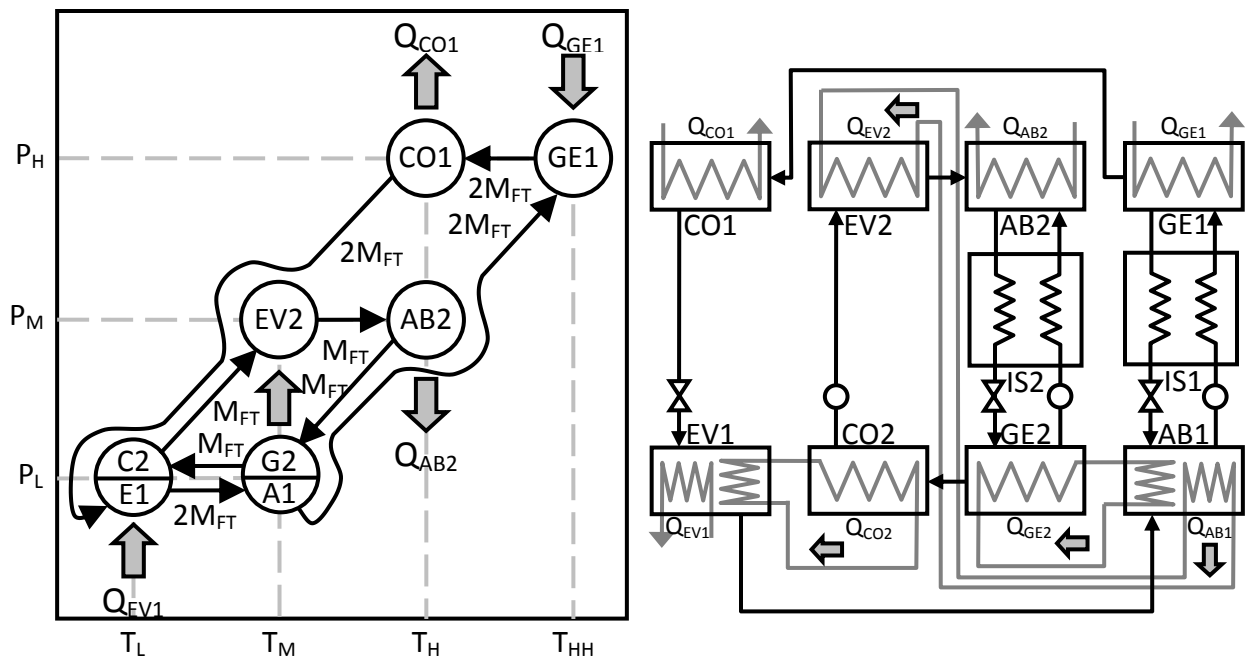 Q_CO1 Q_GE1
P_H CO1 GE1
2M_FT
2M_FT
2M_FT
P_M EV2 AB2
M_FT
M_FT
M_FT
M_FT
P_L C2 G2
E1 A1
2M_FT
Q_AB2
Q_EV1
T_L T_M T_H T_HH
Q_CO1 Q_EV2 Q_AB2 Q_GE1
CO1 EV2 AB2 GE1
IS2 IS1
EV1 CO2 GE2 AB1
Q_EV1 Q_CO2 Q_GE2 Q_AB1